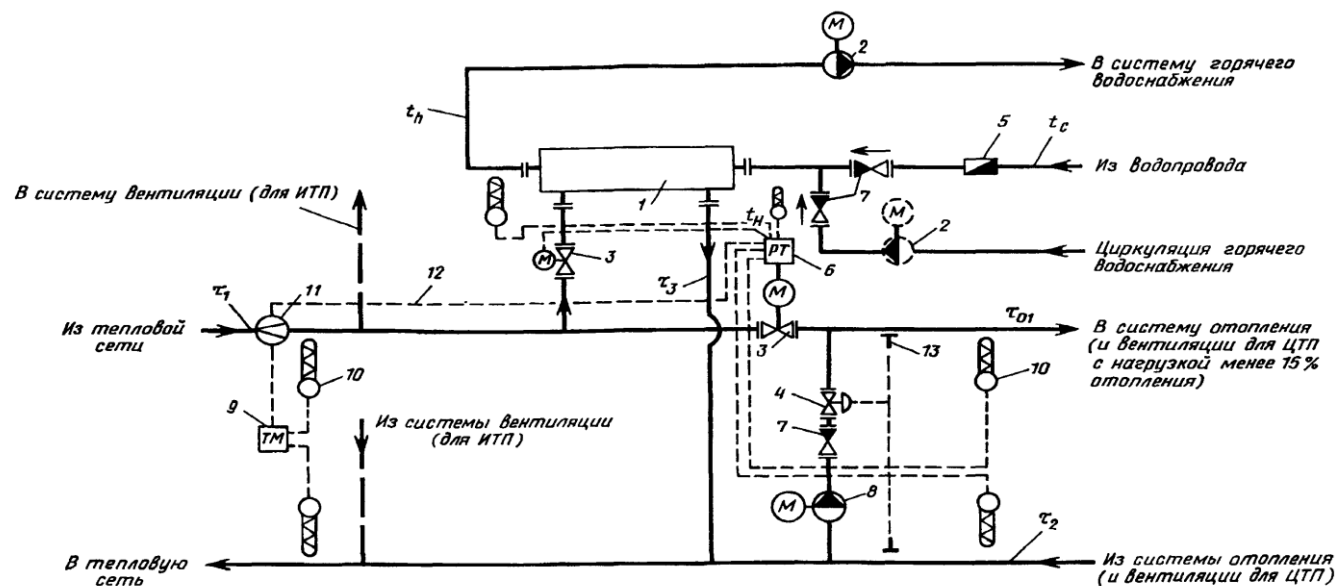 M
2
В систему горячего
водоснабжения
t_h
5
t_c
Из водопровода
В систему вентиляции (для ИТП)
1
7
t_н
M
2
M
3
РТ
6
Циркуляция горячего
водоснабжения
12
τ_3
M
τ_1
11
τ_01
Из тепловой
сети
3
13
В систему отопления
(и вентиляции для ЦТП
с нагрузкой менее 15%
отопления)
10
10
4
9
ТМ
Из системы вентиляции
(для ИТП)
7
M
8
τ_2
В тепловую
сеть
Из системы отопления
(и вентиляции для ЦТП)